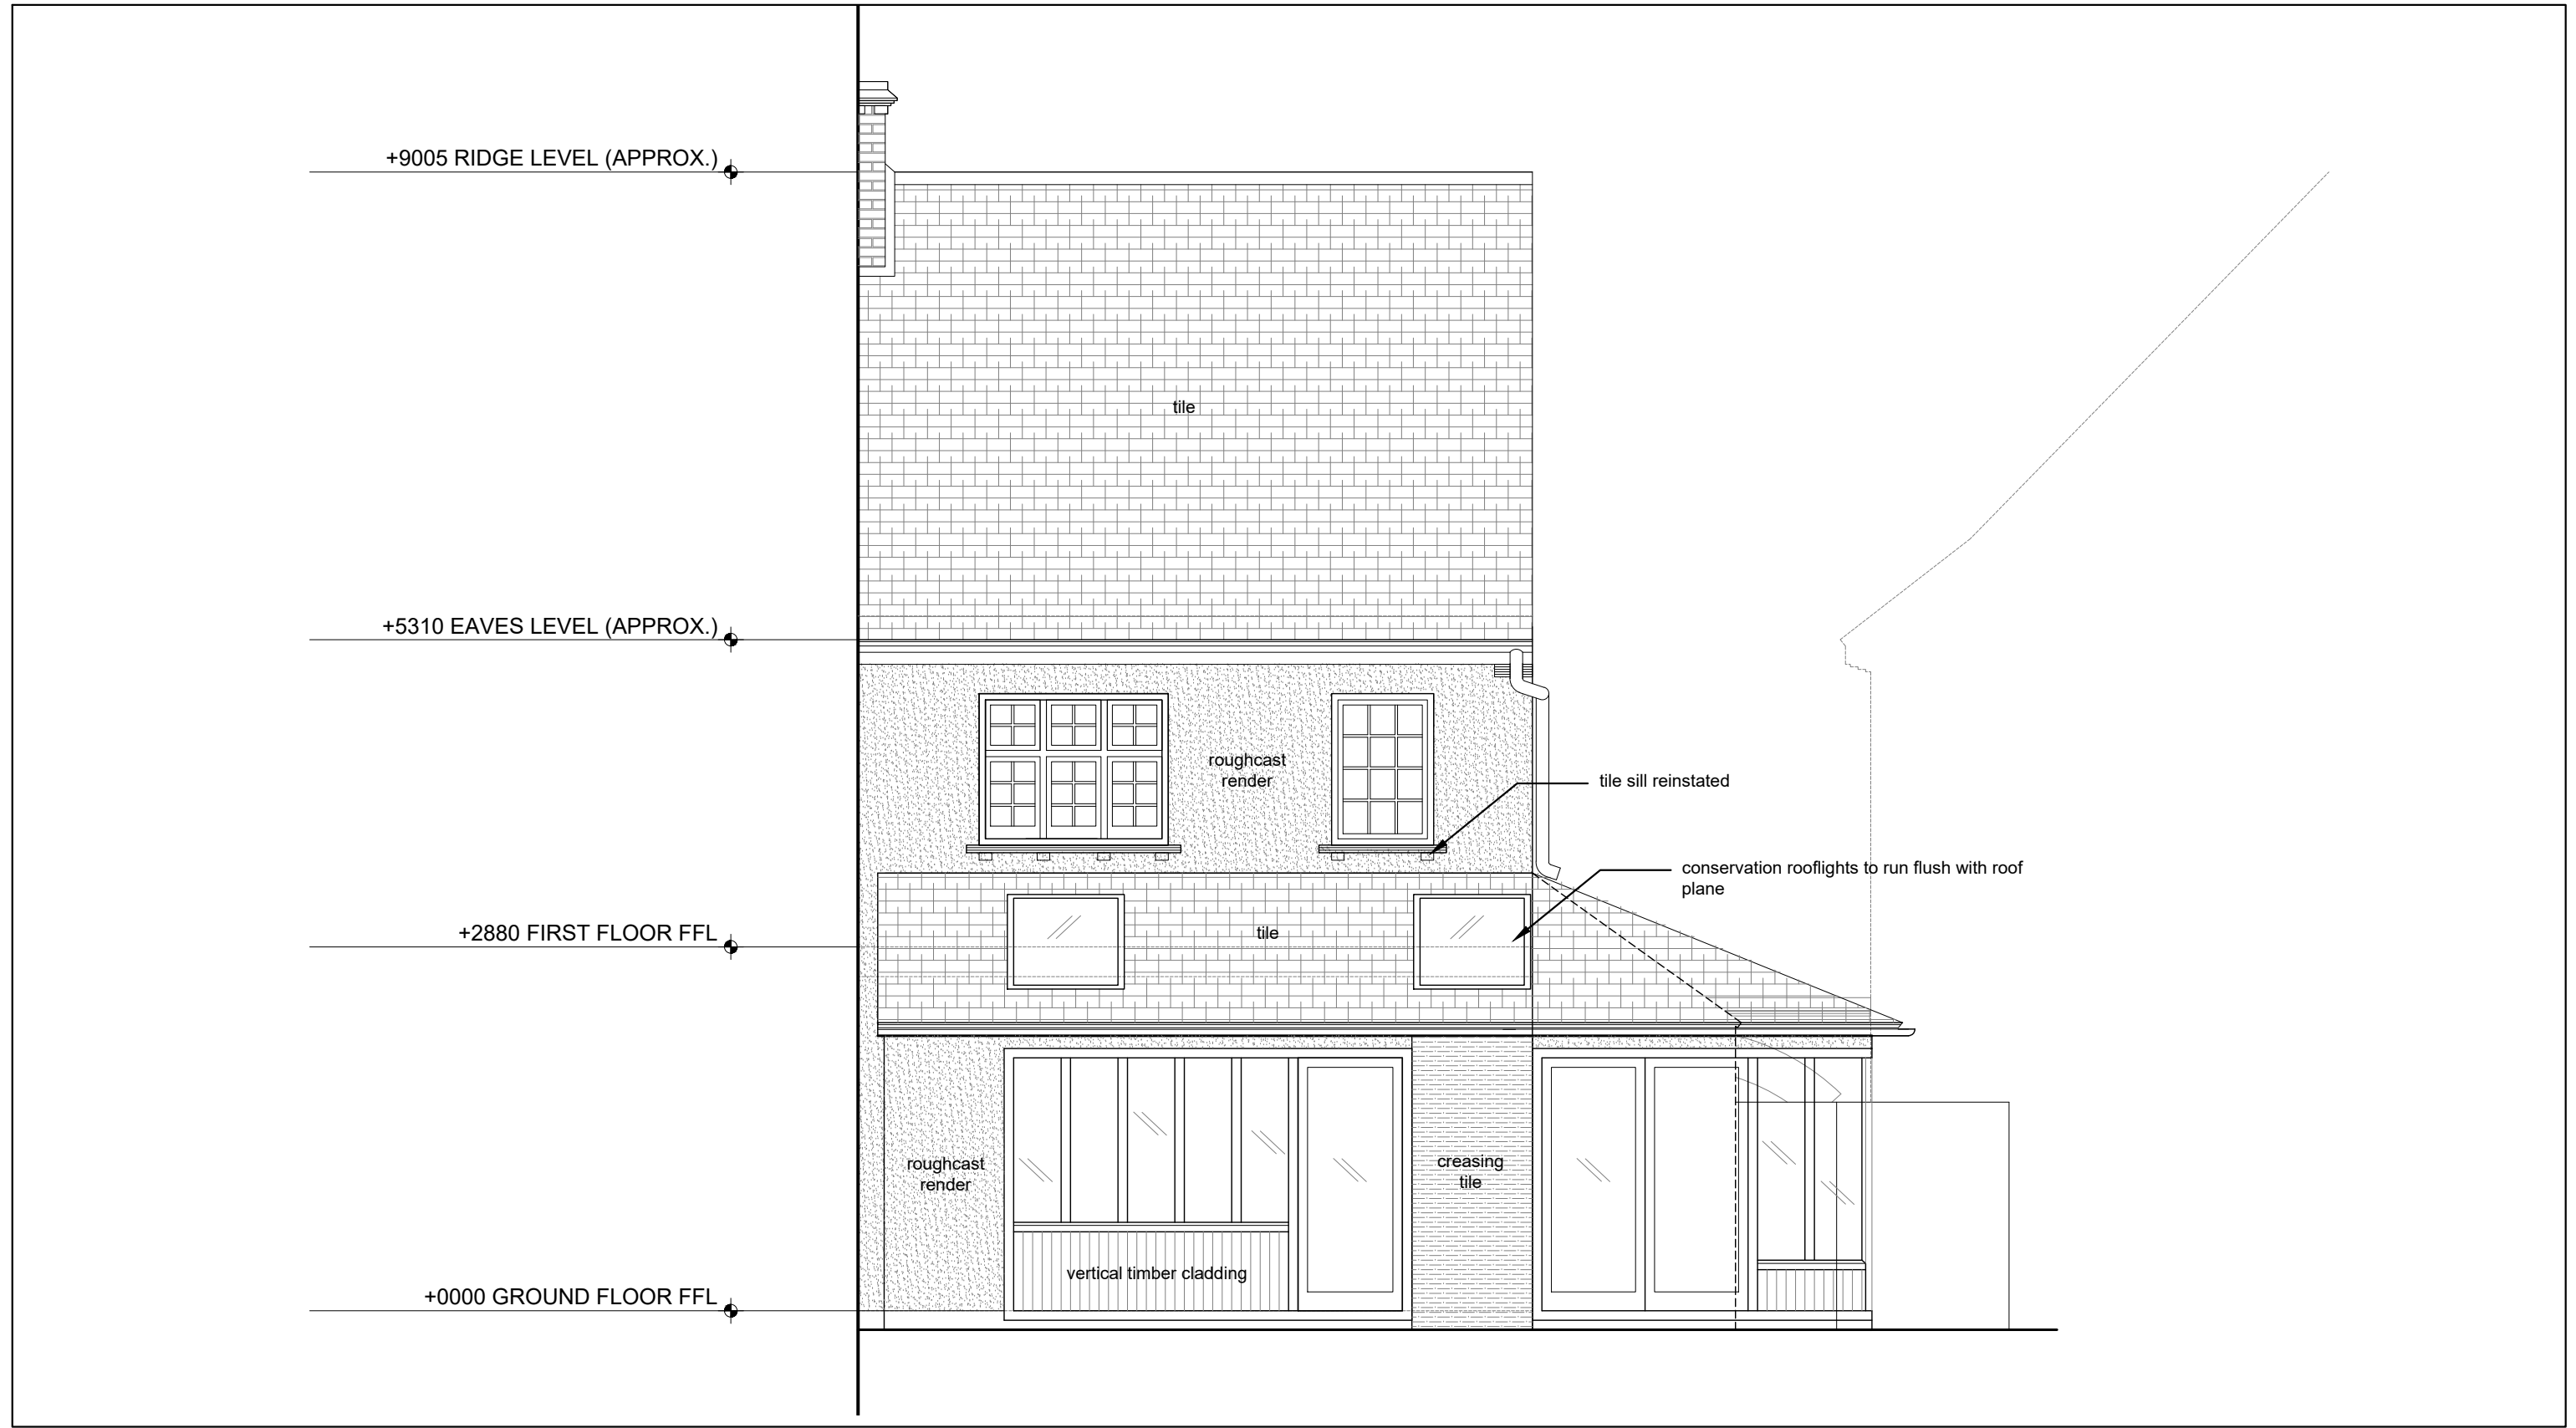 +9005 RIDGE LEVEL (APPROX.)
tile
+5310 EAVES LEVEL (APPROX.)
roughcast
render
tile sill reinstated
conservation rooflights to run flush with roof
plane
+2880 FIRST FLOOR FFL
tile
roughcast
render
creasing
tile
vertical timber cladding
+0000 GROUND FLOOR FFL